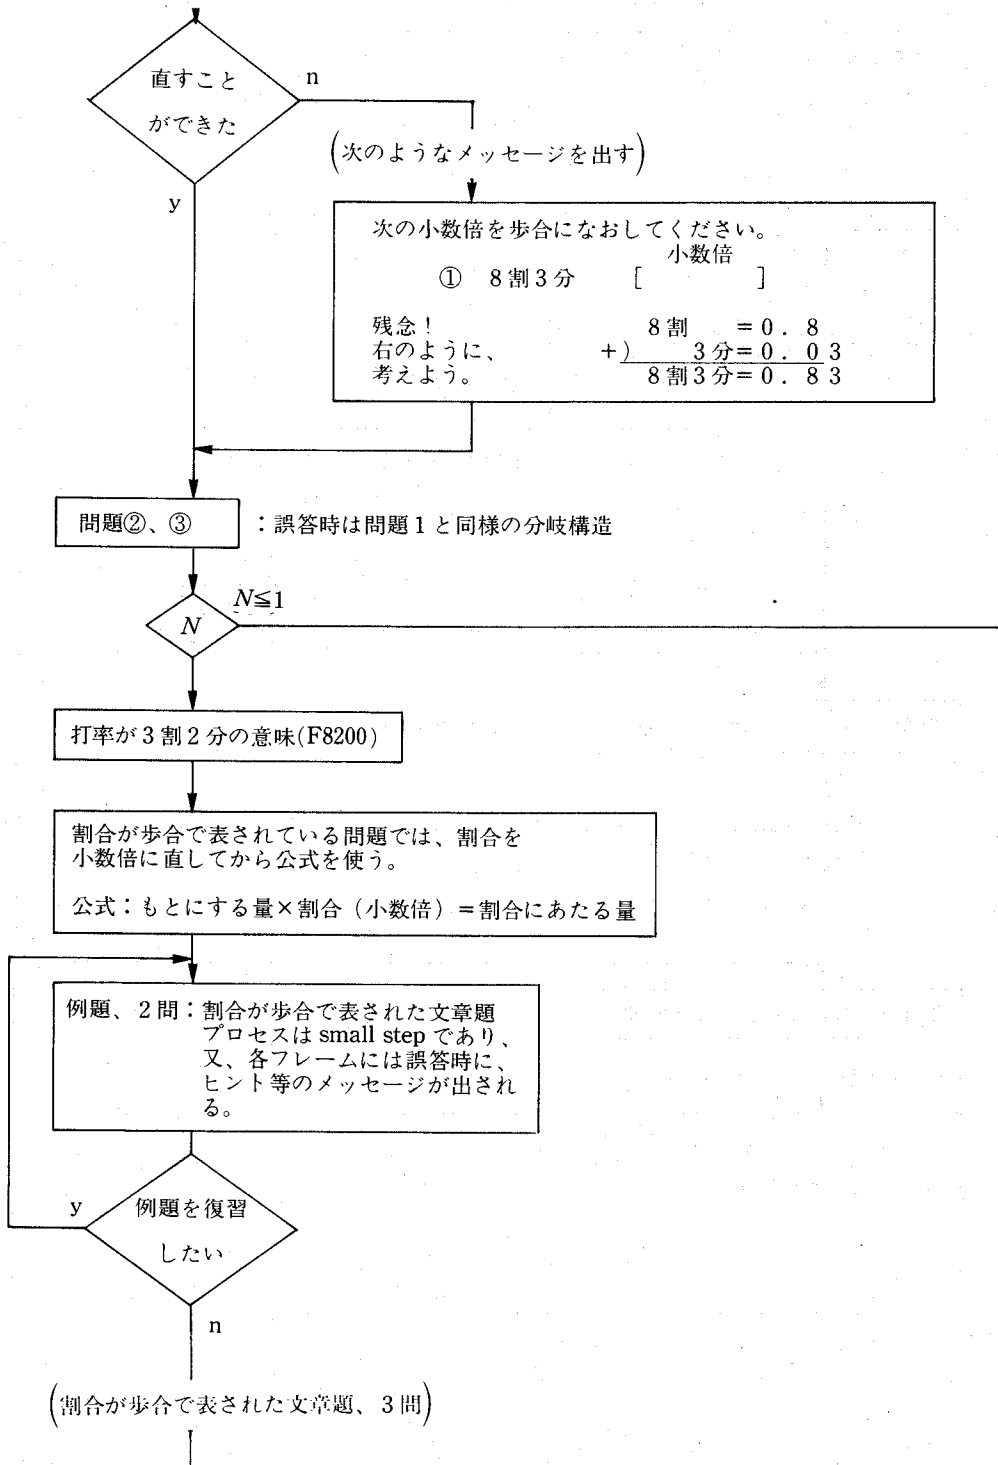 直すこと
ができた
n
y
(次のようなメッセージを出す)
次の小数倍を歩合になおしてください。
小数倍
① 8割3分 [ ]
残念! 8割 =0.8
右のように、 +) 3分=0.03
考えよう。 8割3分=0.83
問題②、③ :誤答時は問題1と同様の分岐構造
N≦1
N
打率が3割2分の意味(F8200)
割合が歩合で表されている問題では、割合を
小数倍に直してから公式を使う。
公式:もとにする量×割合(小数倍)=割合にあたる量
例題、2問:割合が歩合で表された文章題
プロセスは small step であり、
又、各フレームには誤答時に、
ヒント等のメッセージが出され
る。
y
例題を復習
したい
n
(割合が歩合で表された文章題、3問)